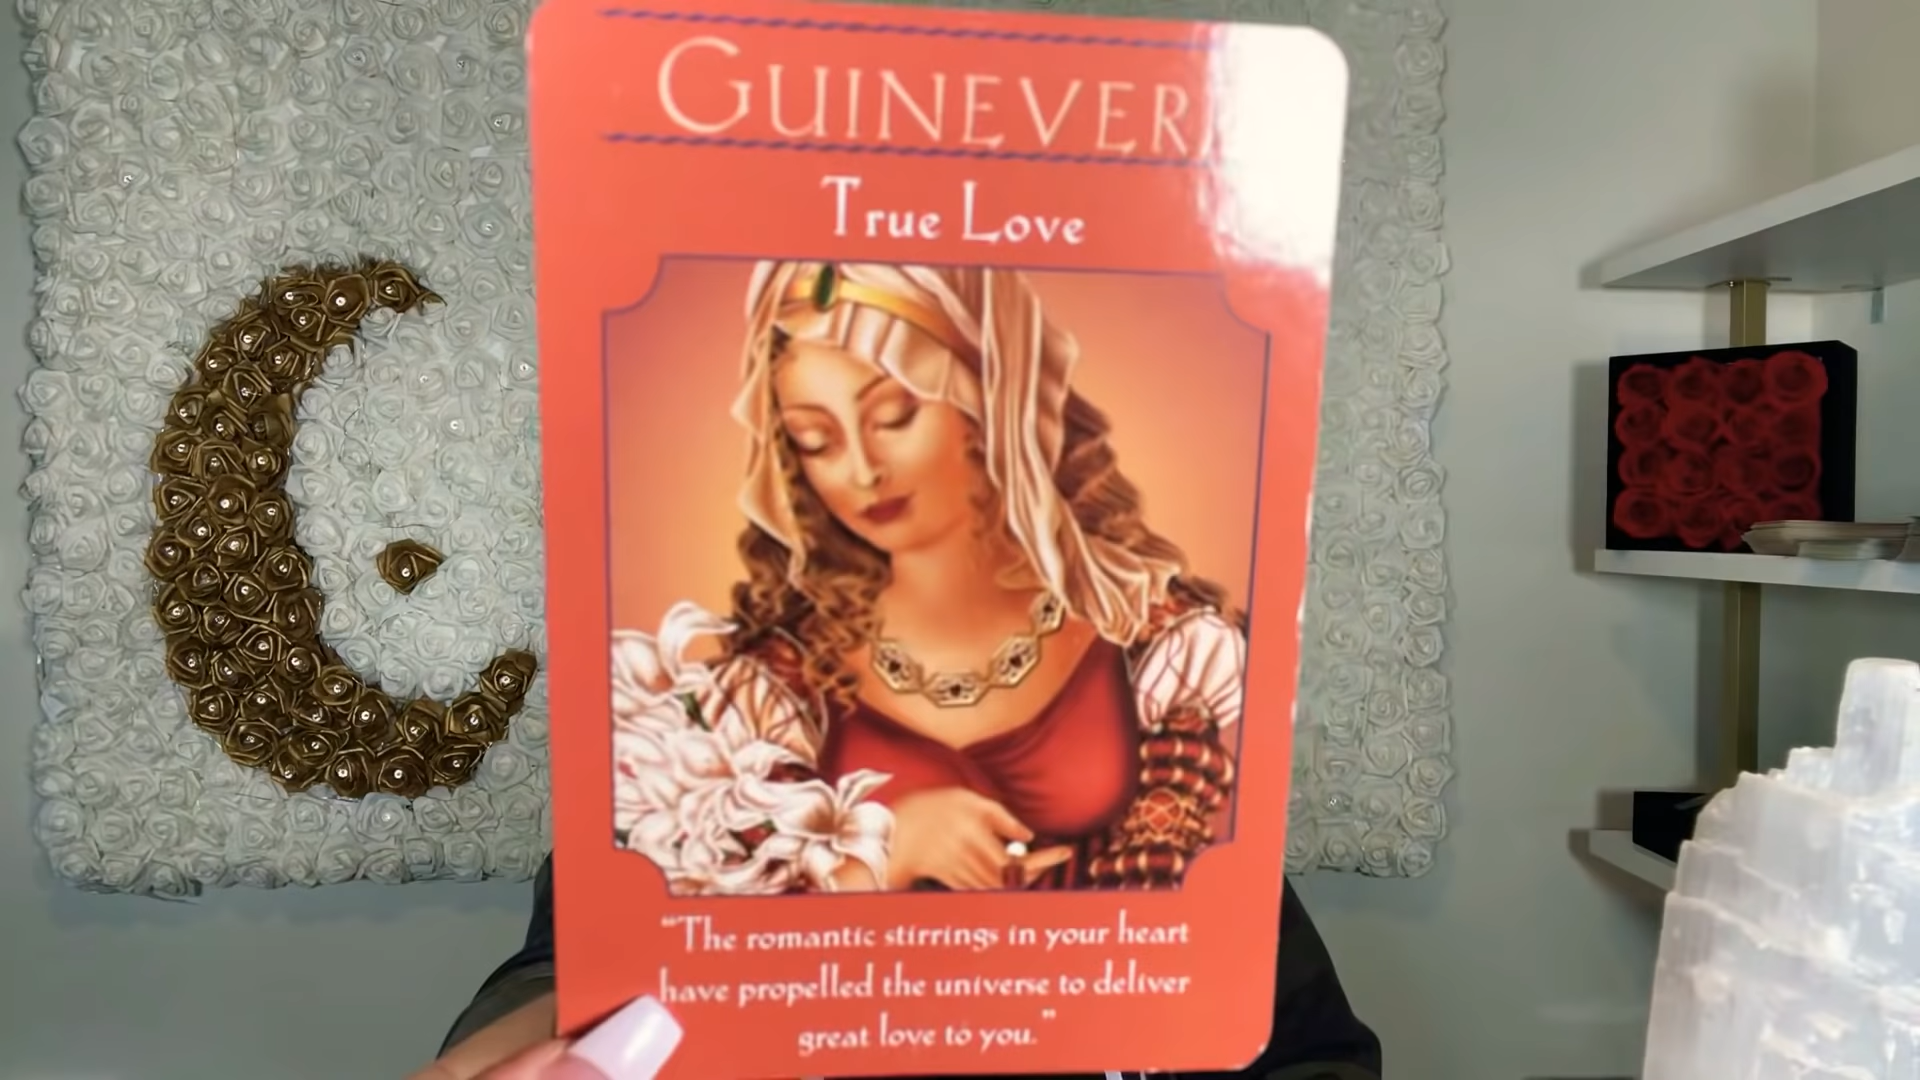 GUINEVERE
True Love
“The romantic stirrings in your heart
have propelled the universe to deliver
great love to you.”